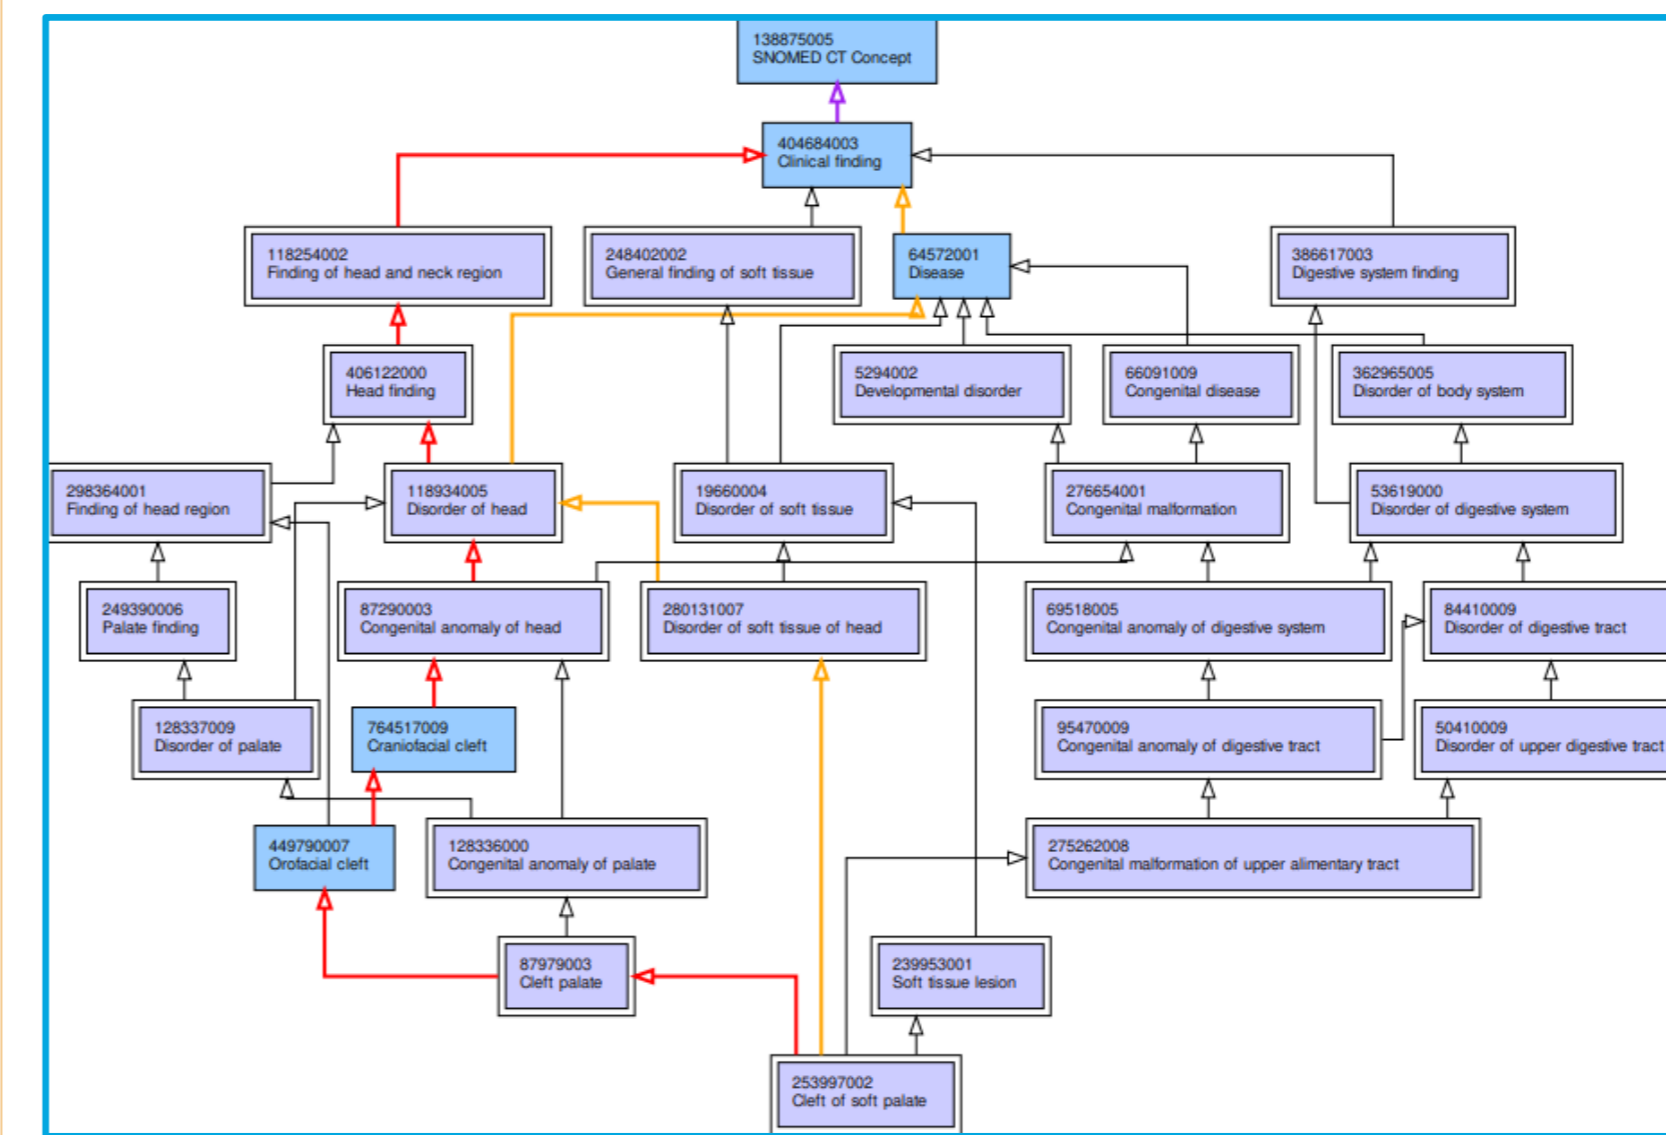 138875005
SNOMED CT Concept
404684003
Clinical finding
118254002
Finding of head and neck region
248402002
General finding of soft tissue
64572001
Disease
386617003
Digestive system finding
406122000
Head finding
5294002
Developmental disorder
66091009
Congenital disease
362965005
Disorder of body system
298364001
Finding of head region
118934005
Disorder of head
19660004
Disorder of soft tissue
276654001
Congenital malformation
53619000
Disorder of digestive system
249390006
Palate finding
87290003
Congenital anomaly of head
280131007
Disorder of soft tissue of head
69518005
Congenital anomaly of digestive system
84410009
Disorder of digestive tract
128337009
Disorder of palate
764517009
Craniofacial cleft
95470009
Congenital anomaly of digestive tract
50410009
Disorder of upper digestive tract
449790007
Orofacial cleft
128336000
Congenital anomaly of palate
275262008
Congenital malformation of upper alimentary tract
87979003
Cleft palate
239953001
Soft tissue lesion
253997002
Cleft of soft palate